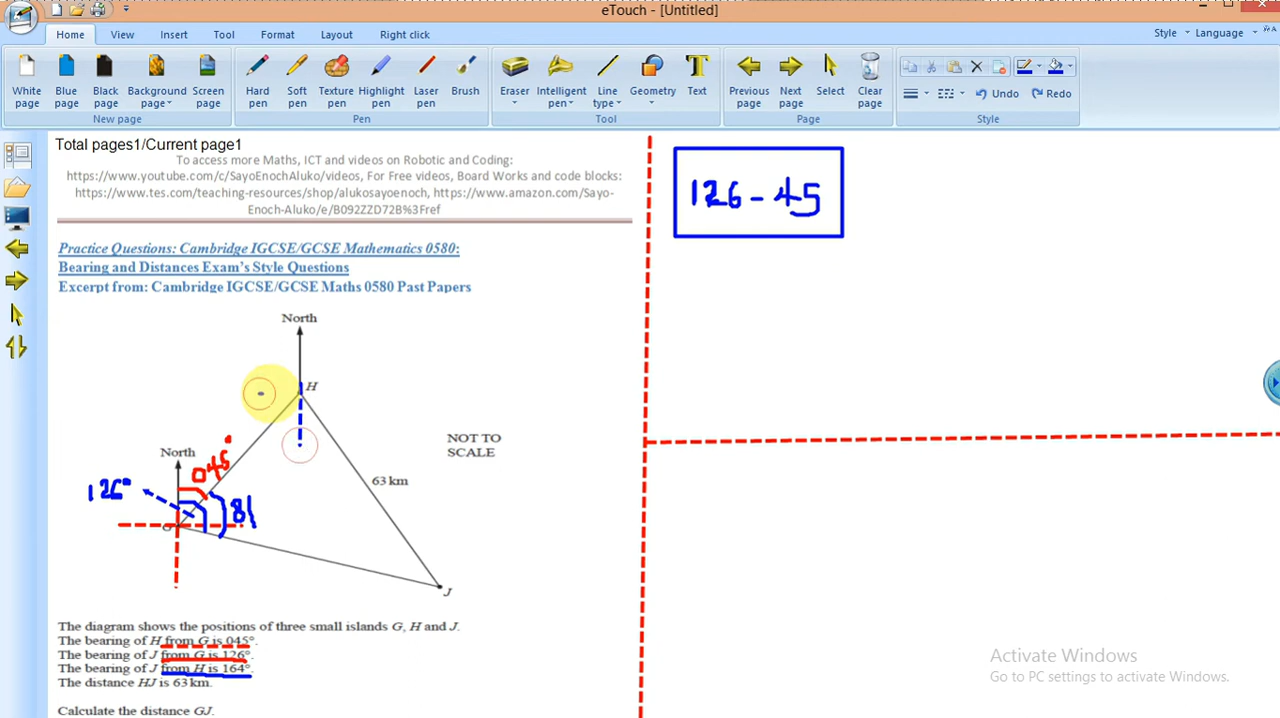 eTouch - [Untitled]
Home View Insert Tool Format Layout Right click Style Language
White page Blue page Black page Background page Screen page Hard pen Soft pen Texture pen Highlight pen Laser pen Brush Eraser Intelligent pen Line type Geometry Text Previous page Next page Select Clear page Undo Redo
New page Pen Tool Page Style
Total pages1/Current page1
To access more Maths, ICT and videos on Robotic and Coding:
https://www.youtube.com/c/SayoEnochAluko/videos, For Free videos, Board Works and code blocks:
https://www.tes.com/teaching-resources/shop/alukosayoenoch, https://www.amazon.com/Sayo-
Enoch-Aluko/e/B092ZZD72B%3Fref
126 - 45
Practice Questions: Cambridge IGCSE/GCSE Mathematics 0580:
Bearing and Distances Exam's Style Questions
Excerpt from: Cambridge IGCSE/GCSE Maths 0580 Past Papers
North
H
NOT TO
SCALE
North
045°
63 km
126°
81
G
J
The diagram shows the positions of three small islands G, H and J.
The bearing of H from G is 045°.
The bearing of J from G is 126°.
The bearing of J from H is 164°.
The distance HJ is 63 km.
Calculate the distance GJ.
Activate Windows
Go to PC settings to activate Windows.